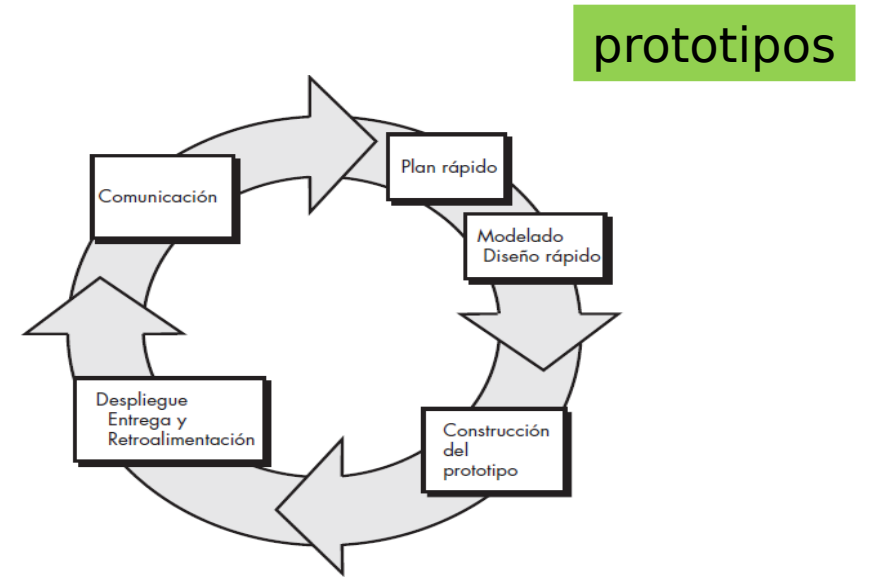 prototipos
Comunicación
Plan rápido
Modelado
Diseño rápido
Construcción
del
prototipo
Despliegue
Entrega y
Retroalimentación